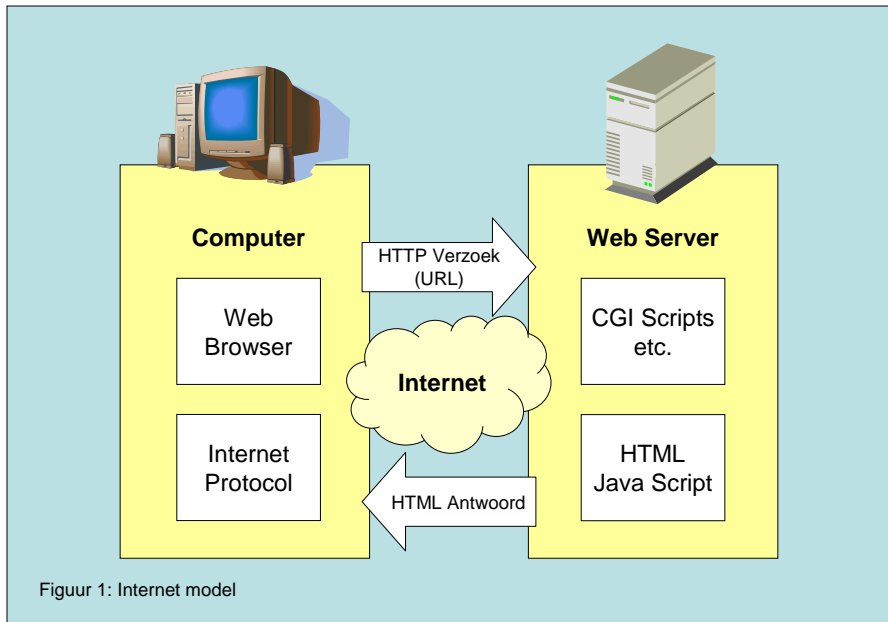 Computer
Web
Browser
Internet
Protocol
HTTP Verzoek
(URL)
Internet
HTML Antwoord
Web Server
CGI Scripts
etc.
HTML
Java Script
Figuur 1: Internet model